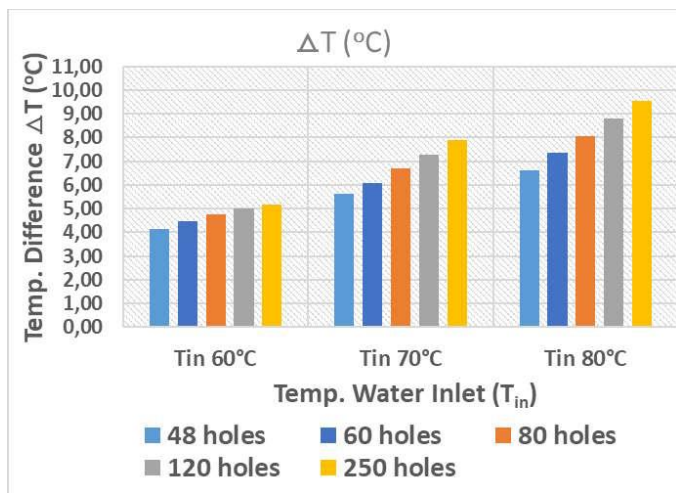 ΔT (°C)
Temp. Difference ΔT (°C)
11,00
10,00
9,00
8,00
7,00
6,00
5,00
4,00
3,00
2,00
1,00
0,00
Tin 60°C Tin 70°C Tin 80°C
Temp. Water Inlet (Tin)
48 holes 60 holes 80 holes
120 holes 250 holes